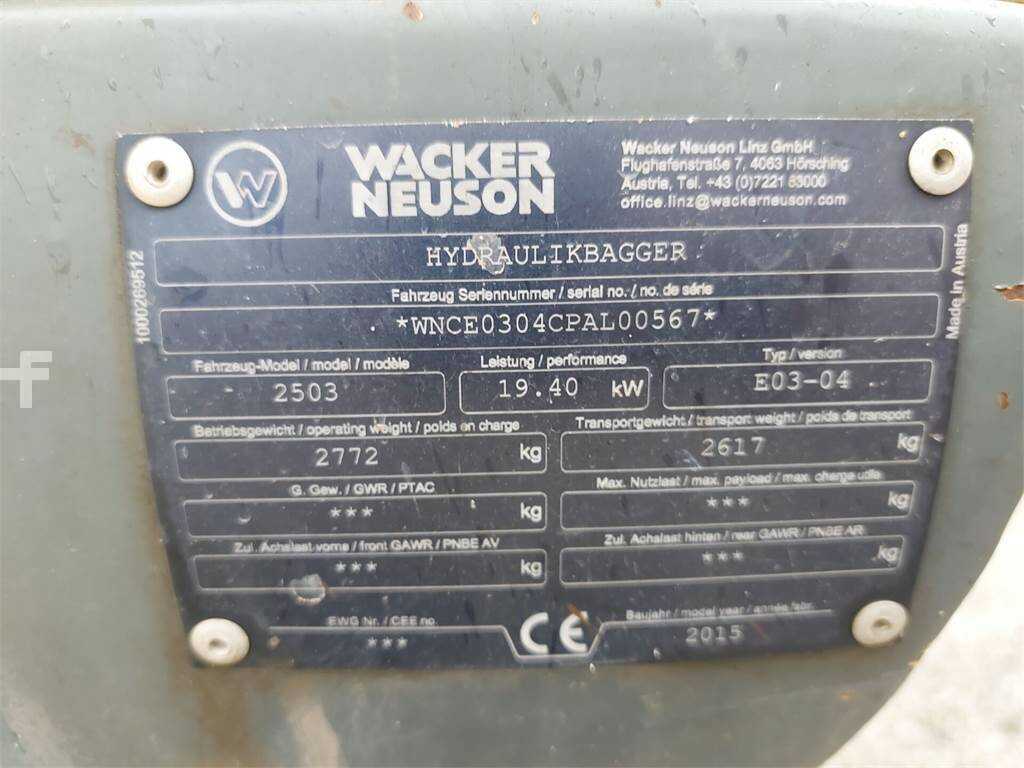 WACKER
NEUSON
Wacker Neuson Linz GmbH
Flughafenstraße 7, 4063 Hörsching
Austria, Tel. +43 (0)7221 63000
office.linz@wackerneuson.com
HYDRAULIKBAGGER
Fahrzeug Seriennummer / serial no. / no. de série
*WNCE0304CPAL00567*
Fahrzeug-Model / model / modèle
2503
Leistung / performance
19.40 kW
Typ / version
E03-04
Betriebsgewicht / operating weight / poids en charge
2772 kg
Transportgewicht / transport weight / poids de transport
2617 kg
G. Gew. / GWR / PTAC
*** kg
Max. Nutzlast / max. payload / max. charge utile
*** kg
Zul. Achslast vorne / front GAWR / PNBE AV
*** kg
Zul. Achslast hinten / rear GAWR / PNBE AR
*** kg
EWG Nr. / CEE no.
***
CE
Baujahr / model year / année fabr.
2015
1000269512
Made in Austria
f